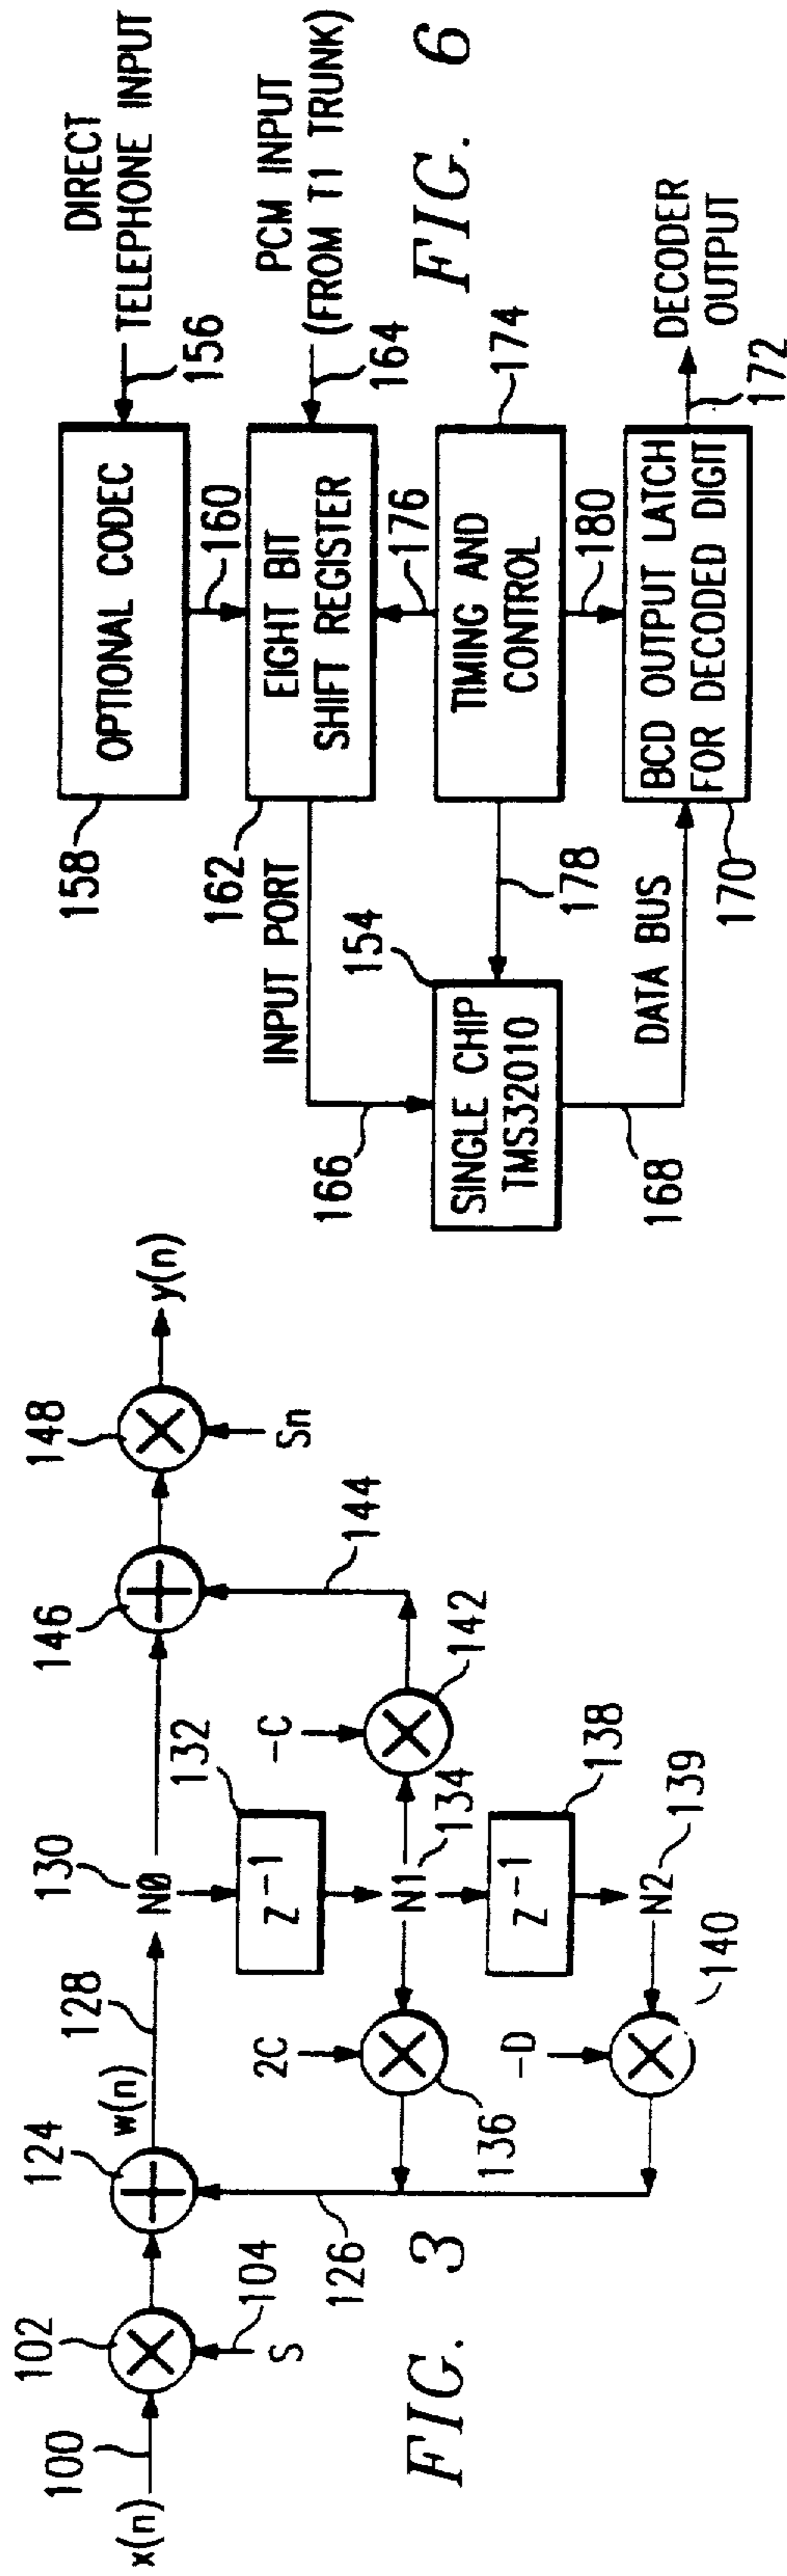 x(n)
100
102
104
S
124
126
w(n)
128
130
N0
132
z⁻¹
N1
134
2C
136
-C
142
144
z⁻¹
138
N2
139
-D
140
146
148
Sn
y(n)
FIG. 3
DIRECT
TELEPHONE INPUT
156
158
OPTIONAL CODEC
160
PCM INPUT
(FROM T1 TRUNK)
164
162
EIGHT BIT
SHIFT REGISTER
INPUT PORT
166
176
174
TIMING AND
CONTROL
178
180
154
SINGLE CHIP
TMS32010
168
DATA BUS
170
BCD OUTPUT LATCH
FOR DECODED DIGIT
172
DECODER
OUTPUT
FIG. 6